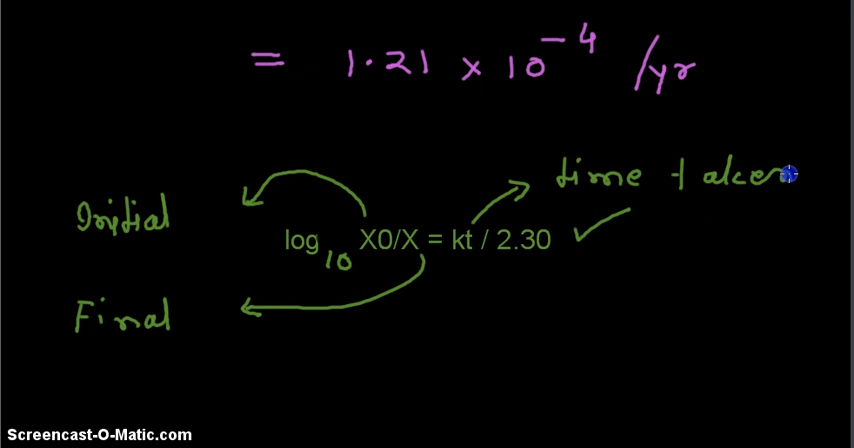 = 1.21 x 10⁻⁴ /yr
time taken
Initial
log₁₀ X0/X = kt / 2.30 ✓
Final
Screencast-O-Matic.com